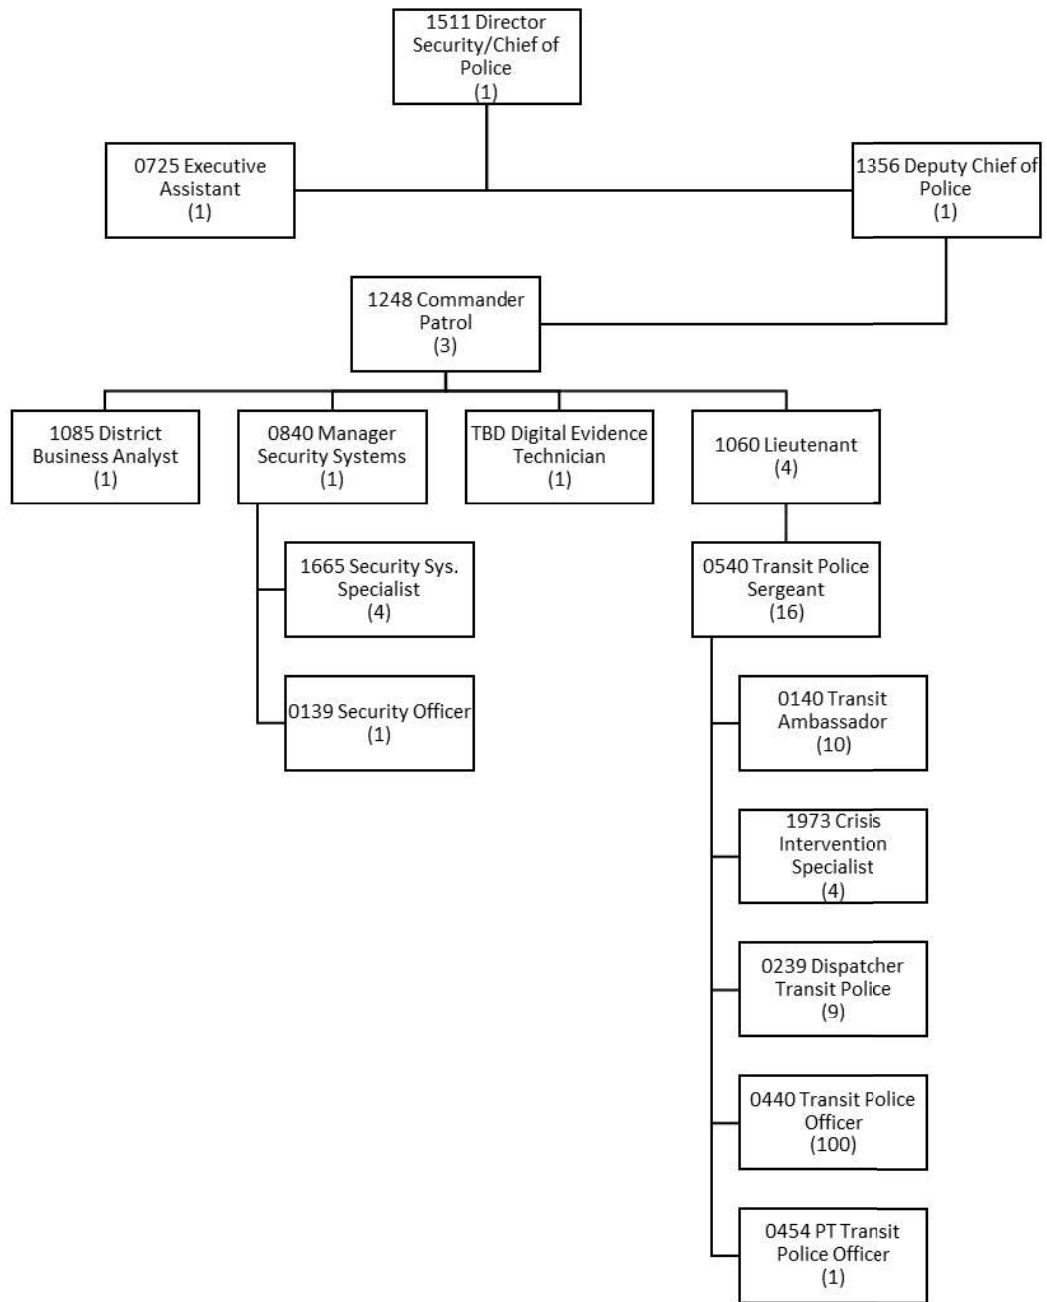 1511 Director
Security/Chief of
Police
(1)
0725 Executive
Assistant
(1)
1356 Deputy Chief of
Police
(1)
1248 Commander
Patrol
(3)
1085 District
Business Analyst
(1)
0840 Manager
Security Systems
(1)
TBD Digital Evidence
Technician
(1)
1060 Lieutenant
(4)
1665 Security Sys.
Specialist
(4)
0139 Security Officer
(1)
0540 Transit Police
Sergeant
(16)
0140 Transit
Ambassador
(10)
1973 Crisis
Intervention
Specialist
(4)
0239 Dispatcher
Transit Police
(9)
0440 Transit Police
Officer
(100)
0454 PT Transit
Police Officer
(1)